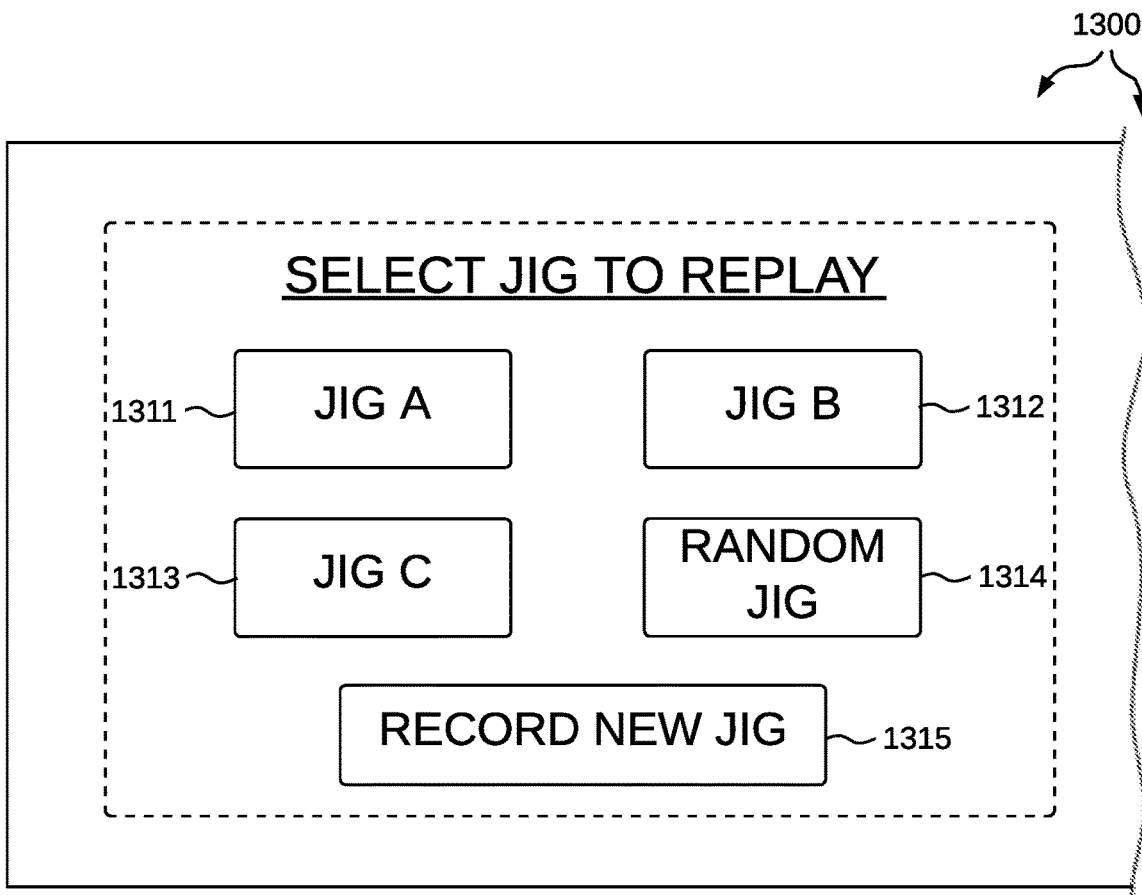 1300
SELECT JIG TO REPLAY
1311
JIG A
JIG B
1312
1313
JIG C
RANDOM
JIG
1314
RECORD NEW JIG
1315